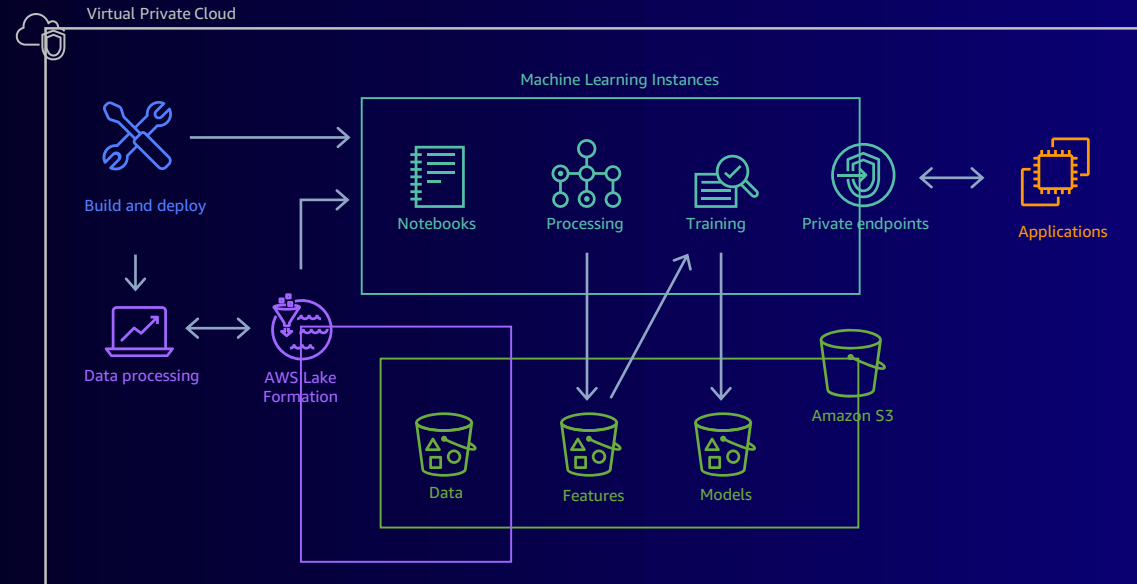 Virtual Private Cloud
Machine Learning Instances
Build and deploy
Notebooks
Processing
Training
Private endpoints
Applications
Data processing
AWS Lake
Formation
Amazon S3
Data
Features
Models